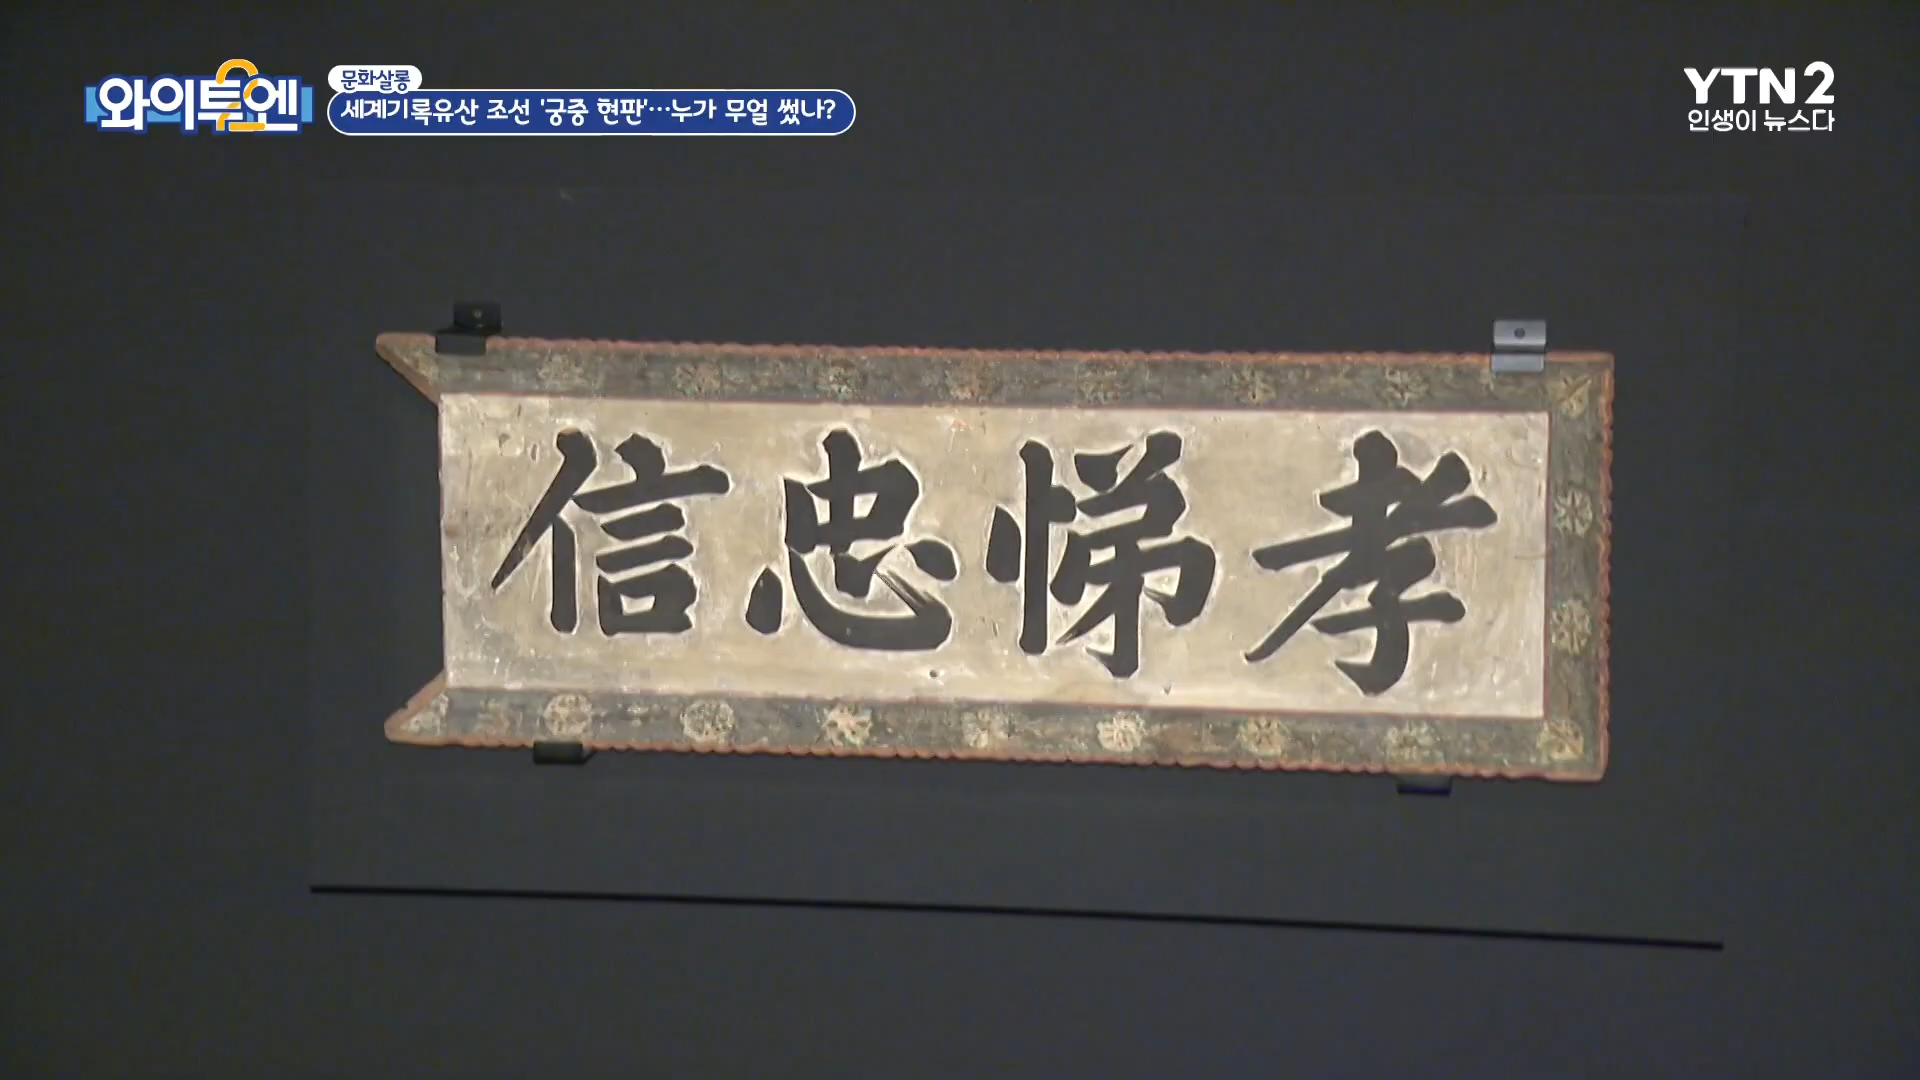 와이투엔
문화살롱
세계기록유산 조선 '궁중 현판'…누가 무얼 썼나?
YTN2
인생이 뉴스다
孝悌忠信